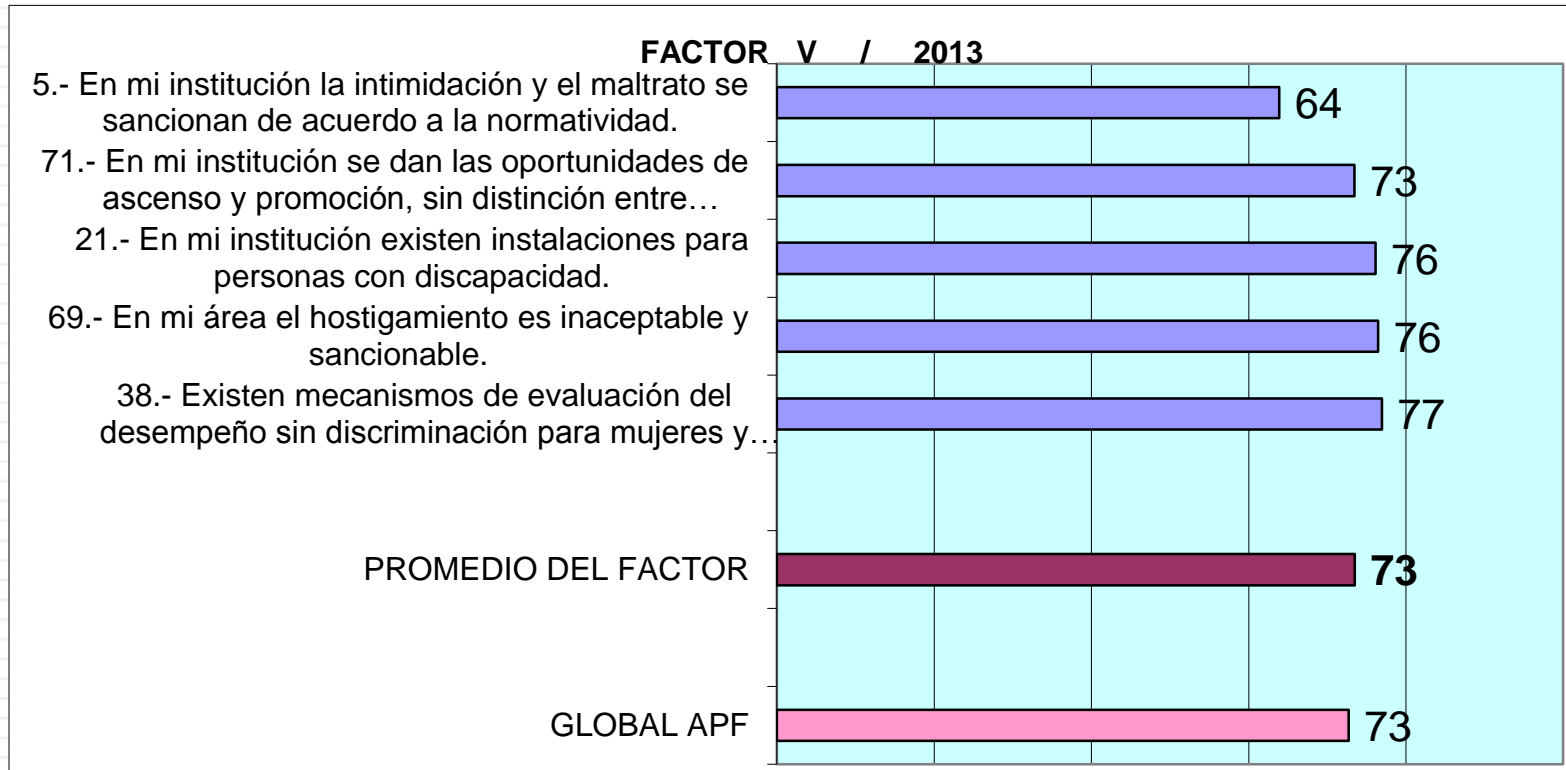 FACTOR V / 2013
5.- En mi institución la intimidación y el maltrato se
sancionan de acuerdo a la normatividad.
64
71.- En mi institución se dan las oportunidades de
ascenso y promoción, sin distinción entre…
73
21.- En mi institución existen instalaciones para
personas con discapacidad.
76
69.- En mi área el hostigamiento es inaceptable y
sancionable.
76
38.- Existen mecanismos de evaluación del
desempeño sin discriminación para mujeres y…
77
PROMEDIO DEL FACTOR
73
GLOBAL APF
73